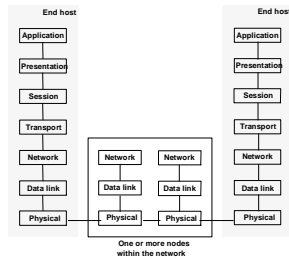 End host
End host
Application
Application
Presentation
Presentation
Session
Session
Transport
Transport
Network
Network
Network
Network
Data link
Data link
Data link
Data link
Physical
Physical
Physical
Physical
One or more nodes
within the network